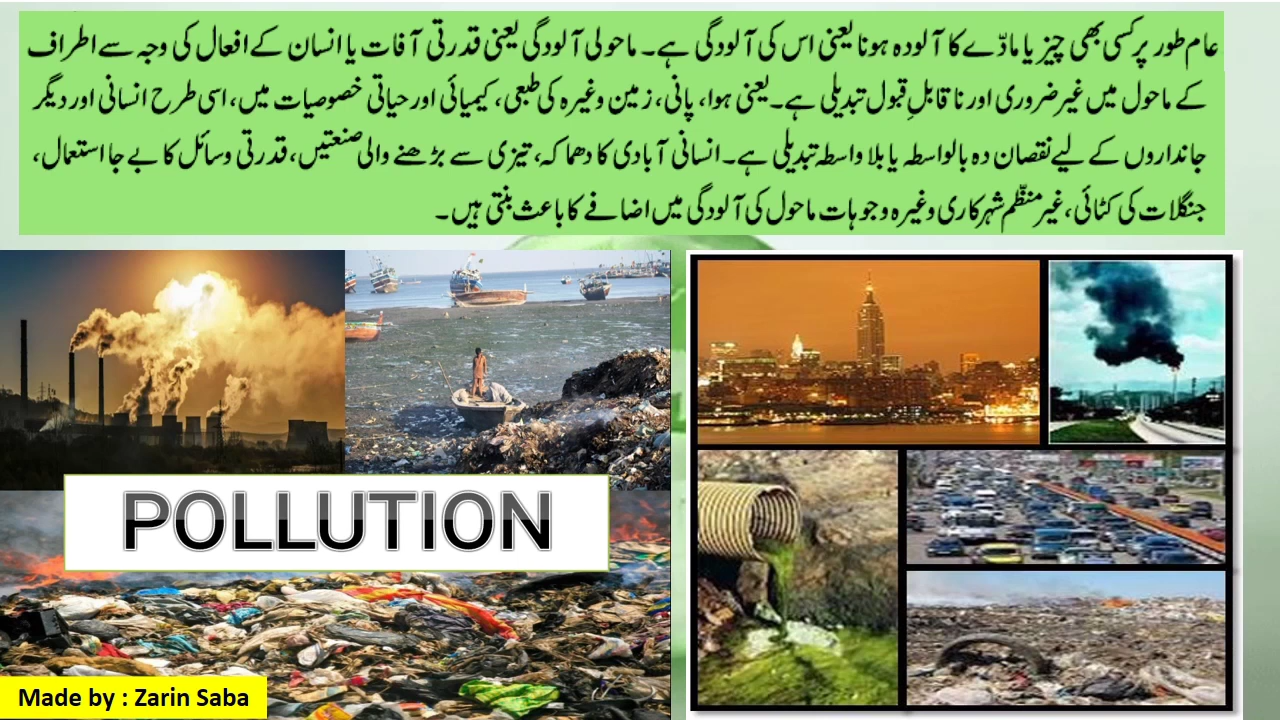 عام طور پر کسی بھی چیز یا مادّے کا آلودہ ہونا یعنی اس کی آلودگی ہے۔ ماحولی آلودگی یعنی قدرتی آفات یا انسان کے افعال کی وجہ سے اطراف
کے ماحول میں غیر ضروری اور ناقابلِ قبول تبدیلی ہے۔ یعنی ہوا، پانی، زمین وغیرہ کی طبعی، کیمیائی اور حیاتی خصوصیات میں، اسی طرح انسانی اور دیگر
جانداروں کے لیے نقصان دہ بالواسطہ یا بلا واسطہ تبدیلی ہے۔ انسانی آبادی کا دھماکہ، تیزی سے بڑھنے والی صنعتیں، قدرتی وسائل کا بے جا استعمال،
جنگلات کی کٹائی، غیر منظّم شہر کاری وغیرہ وجوہات ماحول کی آلودگی میں اضافے کا باعث بنتی ہیں۔
POLLUTION
Made by : Zarin Saba